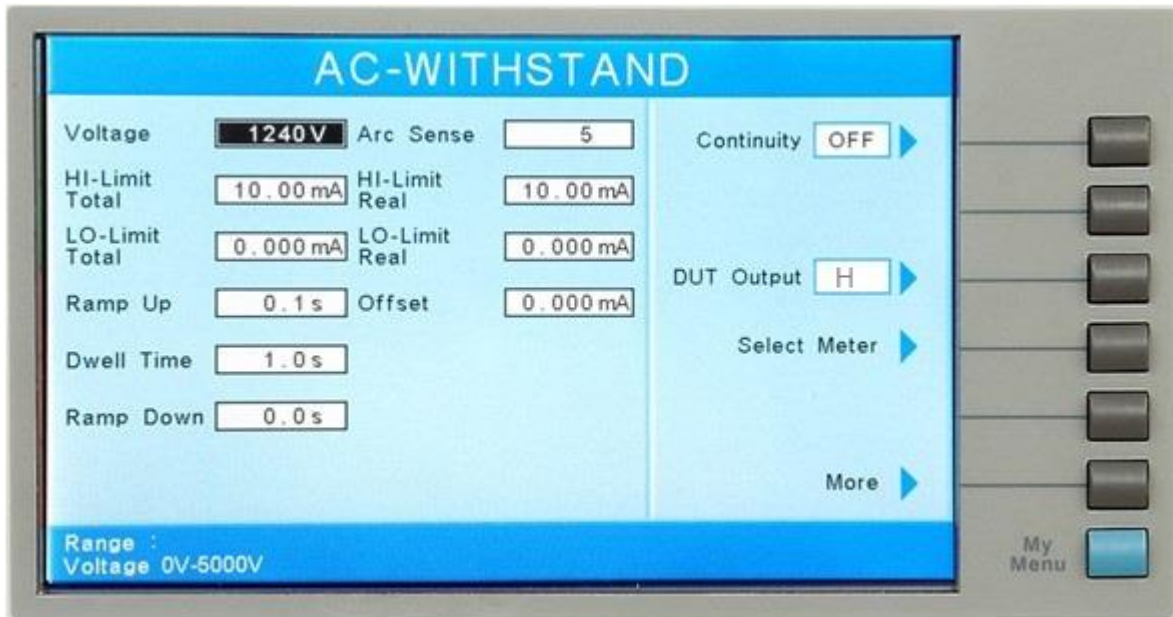 AC-WITHSTAND
Voltage 1240V Arc Sense 5
HI-Limit Total 10.00mA HI-Limit Real 10.00mA
LO-Limit Total 0.000mA LO-Limit Real 0.000mA
Ramp Up 0.1s Offset 0.000mA
Dwell Time 1.0s
Ramp Down 0.0s
Continuity OFF
DUT Output H
Select Meter
More
Range :
Voltage 0V-5000V
My
Menu